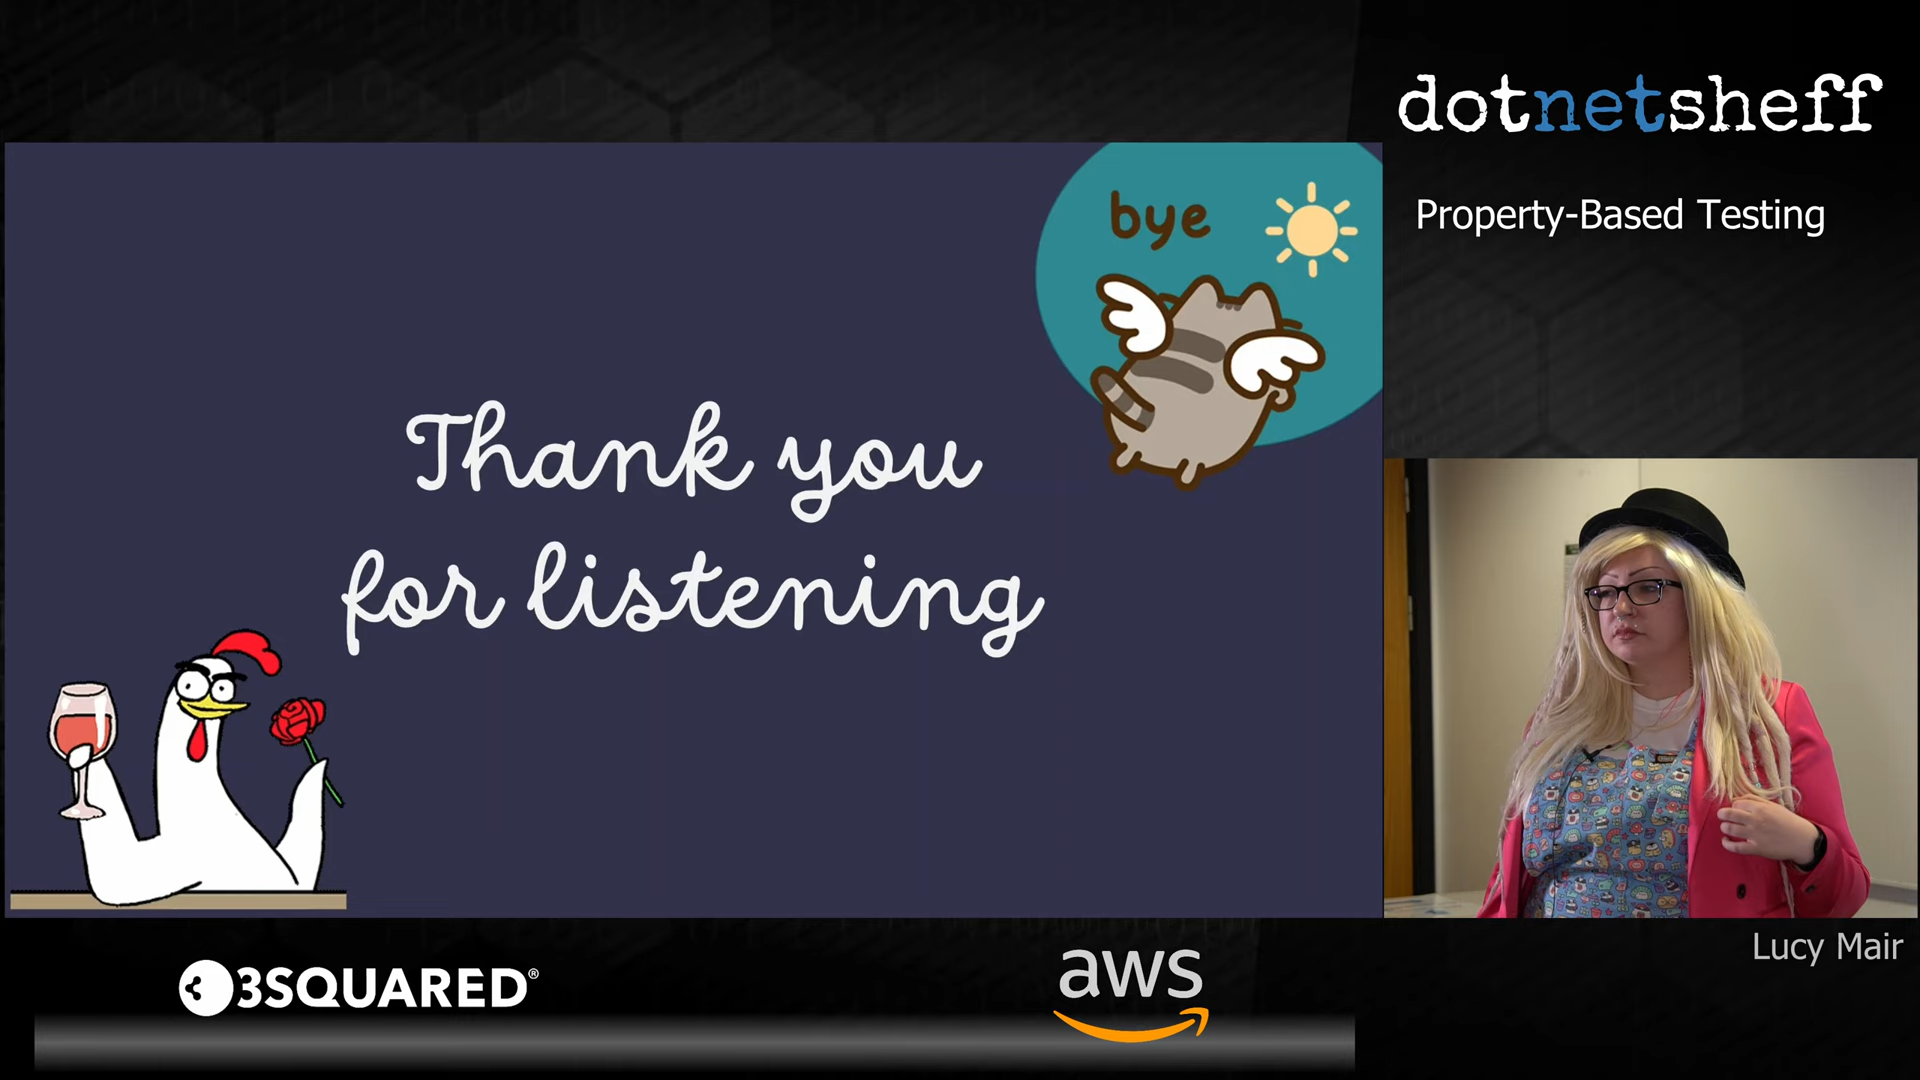 dotnetsheff
Property-Based Testing
bye
Thank you
for listening
Lucy Mair
3SQUARED®
aws